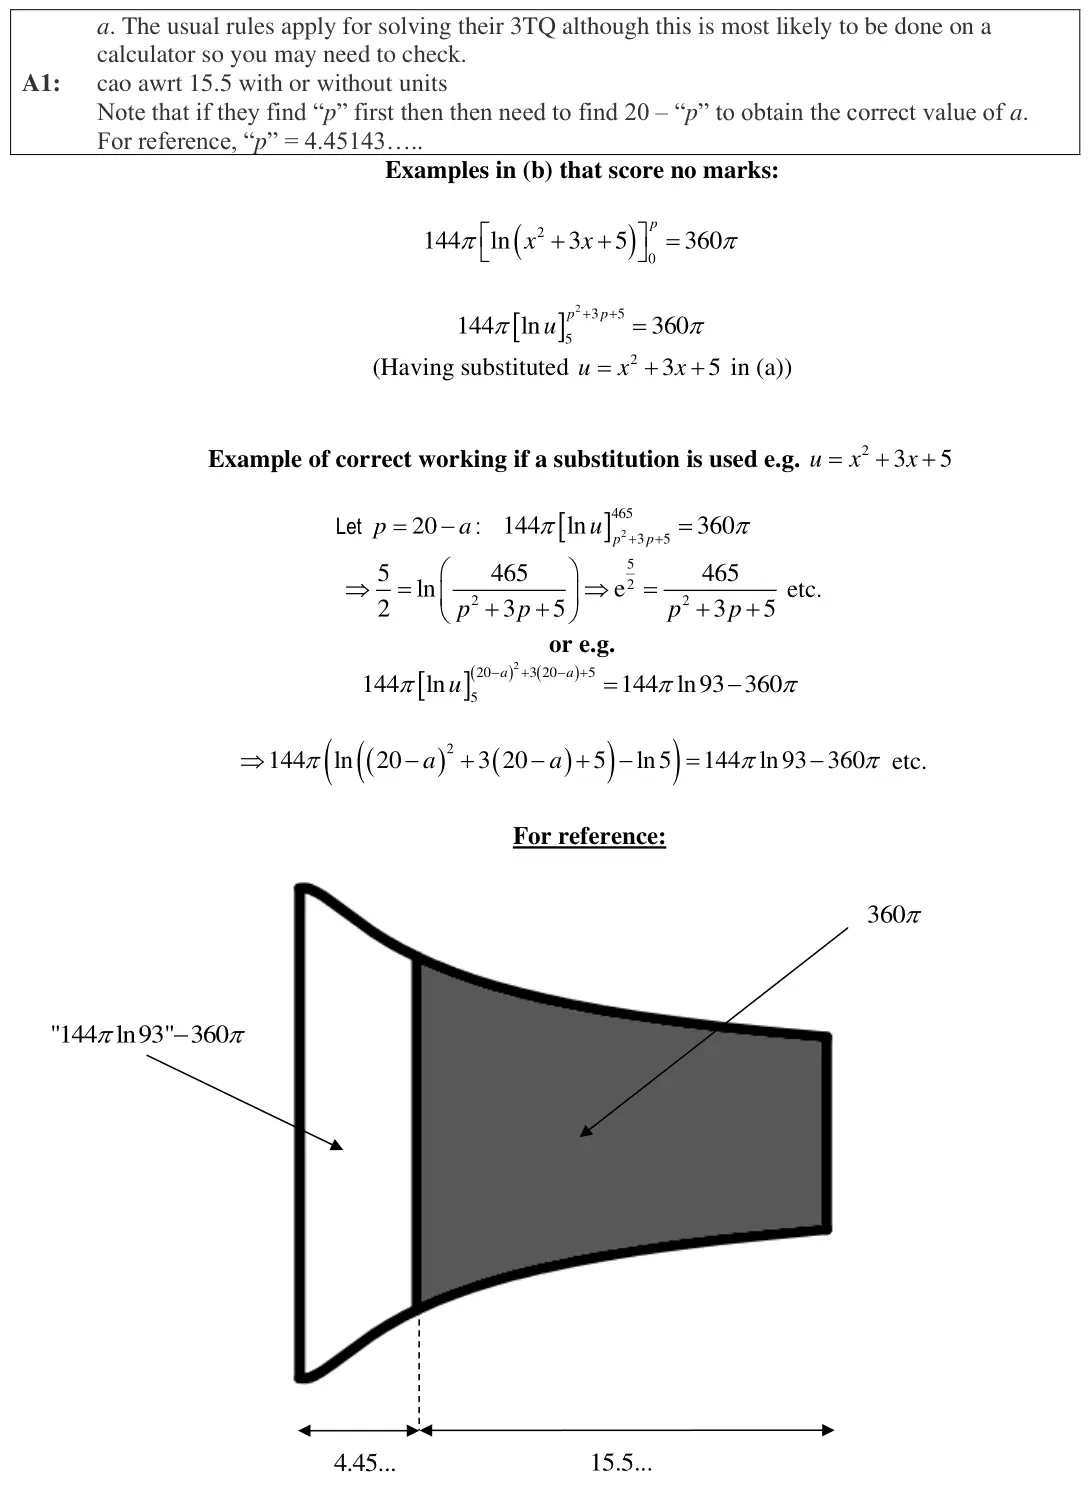 a. The usual rules apply for solving their 3TQ although this is most likely to be done on a
calculator so you may need to check.
A1: cao awrt 15.5 with or without units
Note that if they find “p” first then then need to find 20 – “p” to obtain the correct value of a.
For reference, “p” = 4.45143…..
Examples in (b) that score no marks:
144π[ln(x² + 3x + 5)]₀ᵖ = 360π
144π[ln u]₅^(p²+3p+5) = 360π
(Having substituted u = x² + 3x + 5 in (a))
Example of correct working if a substitution is used e.g. u = x² + 3x + 5
Let p = 20 − a : 144π[ln u]_(p²+3p+5)^465 = 360π
⇒ 5/2 = ln(465/(p² + 3p + 5)) ⇒ e^(5/2) = 465/(p² + 3p + 5) etc.
or e.g.
144π[ln u]₅^((20−a)²+3(20−a)+5) = 144π ln 93 − 360π
⇒ 144π(ln((20 − a)² + 3(20 − a) + 5) − ln 5) = 144π ln 93 − 360π etc.
For reference:
360π
"144π ln 93" − 360π
4.45... 15.5...